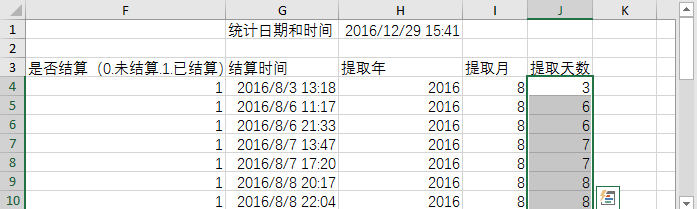 F G H I J K
1 统计日期和时间 2016/12/29 15:41
2
3 是否结算（0.未结算.1.已结算） 结算时间 提取年 提取月 提取天数
4 1 2016/8/3 13:18 2016 8 3
5 1 2016/8/6 11:17 2016 8 6
6 1 2016/8/6 21:33 2016 8 6
7 1 2016/8/7 13:47 2016 8 7
8 1 2016/8/7 17:20 2016 8 7
9 1 2016/8/8 20:17 2016 8 8
10 1 2016/8/8 22:04 2016 8 8